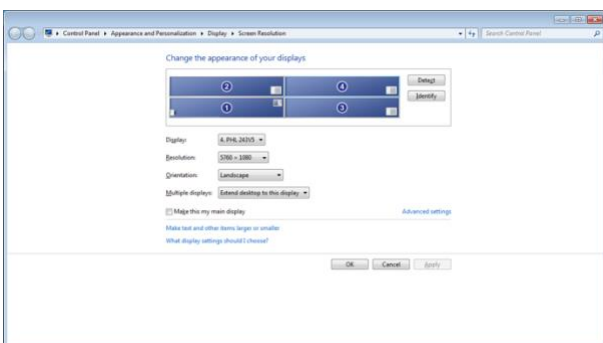 Control Panel ▸ Appearance and Personalization ▸ Display ▸ Screen Resolution
Search Control Panel
Change the appearance of your displays
2
4
1
3
Detect
Identify
Display:
4. PHL 243V5
Resolution:
5760 × 1080
Orientation:
Landscape
Multiple displays:
Extend desktop to this display
Make this my main display
Advanced settings
Make text and other items larger or smaller
What display settings should I choose?
OK
Cancel
Apply